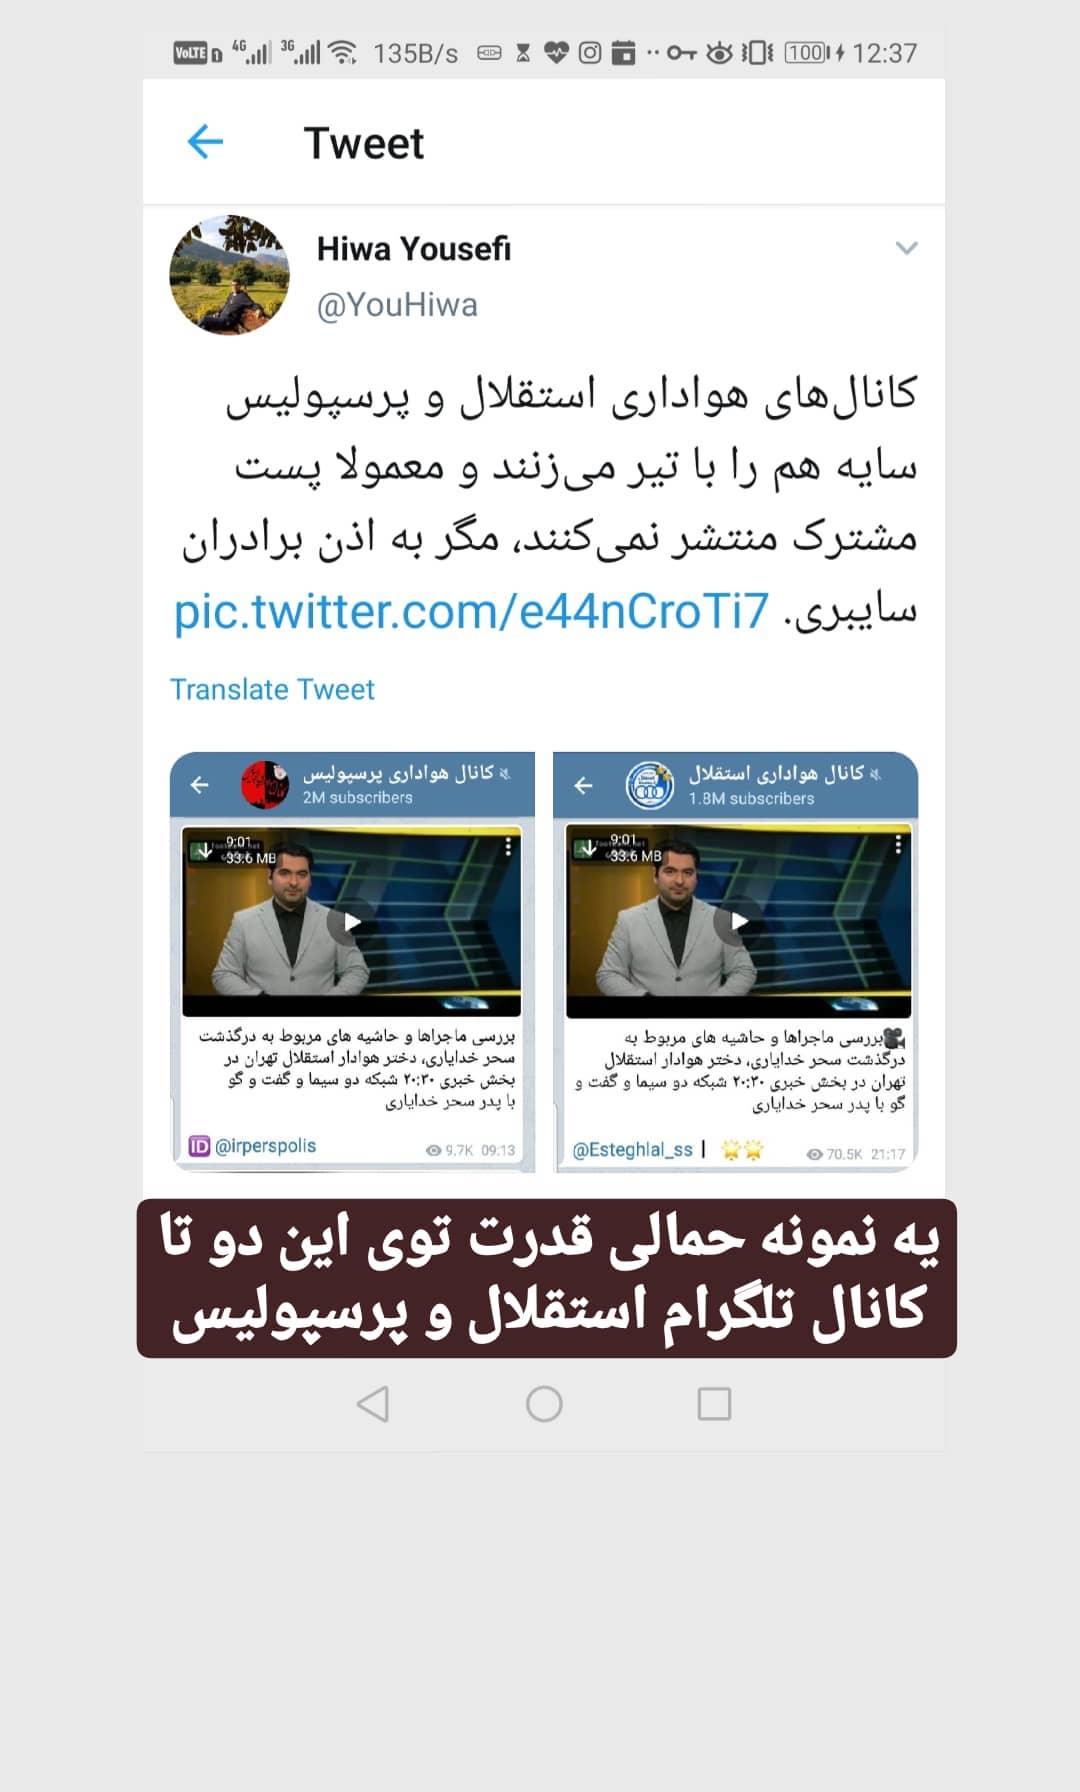 VoLTE 1 4G 3G 135B/s 100 12:37
Tweet
Hiwa Yousefi
@YouHiwa
کانال‌های هواداری استقلال و پرسپولیس
سایه هم را با تیر می‌زنند و معمولا پست
مشترک منتشر نمی‌کنند، مگر به اذن برادران
سایبری. pic.twitter.com/e44nCroTi7
Translate Tweet
کانال هواداری پرسپولیس
2M subscribers
9:01
33.6 MB
بررسی ماجراها و حاشیه های مربوط به درگذشت
سحر خدایاری، دختر هوادار استقلال تهران در
بخش خبری ۲۰:۳۰ شبکه دو سیما و گفت و گو
با پدر سحر خدایاری
🆔 @irperspolis
9.7K 09:13
کانال هواداری استقلال
1.8M subscribers
9:01
33.6 MB
🎥بررسی ماجراها و حاشیه های مربوط به
درگذشت سحر خدایاری، دختر هوادار استقلال
تهران در بخش خبری ۲۰:۳۰ شبکه دو سیما و گفت و
گو با پدر سحر خدایاری
@Esteghlal_ss | 🌟🌟
70.5K 21:17
یه نمونه حمالی قدرت توی این دو تا
کانال تلگرام استقلال و پرسپولیس